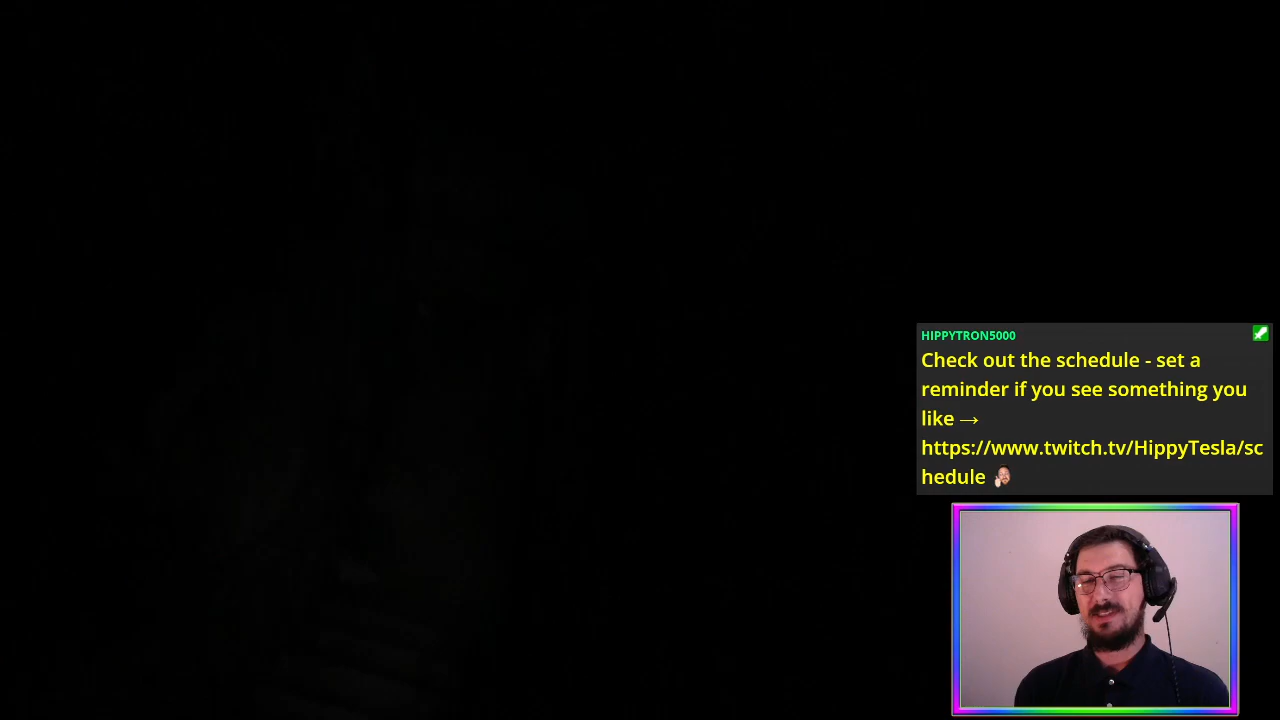 HIPPYTRON5000
Check out the schedule - set a
reminder if you see something you
like →
https://www.twitch.tv/HippyTesla/sc
hedule